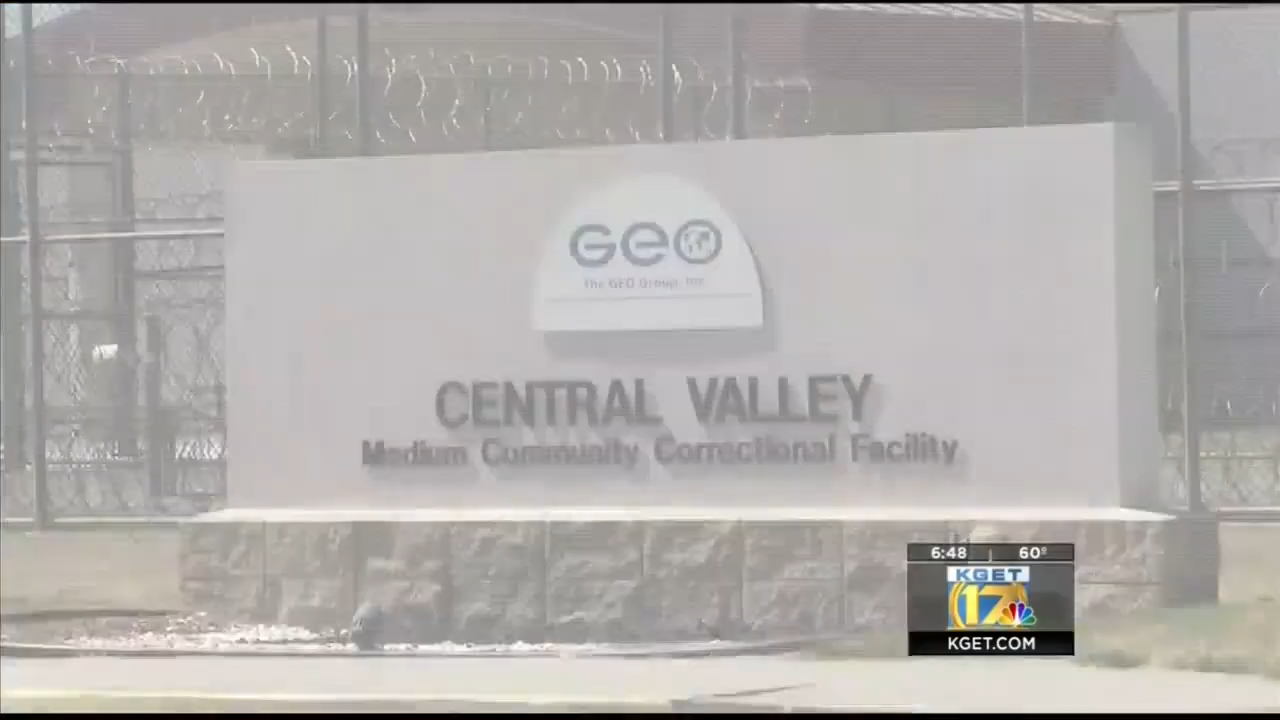 GEO
The GEO Group, Inc.
CENTRAL VALLEY
Medium Community Correctional Facility
6:48 | 60°
KGET
17
KGET.COM